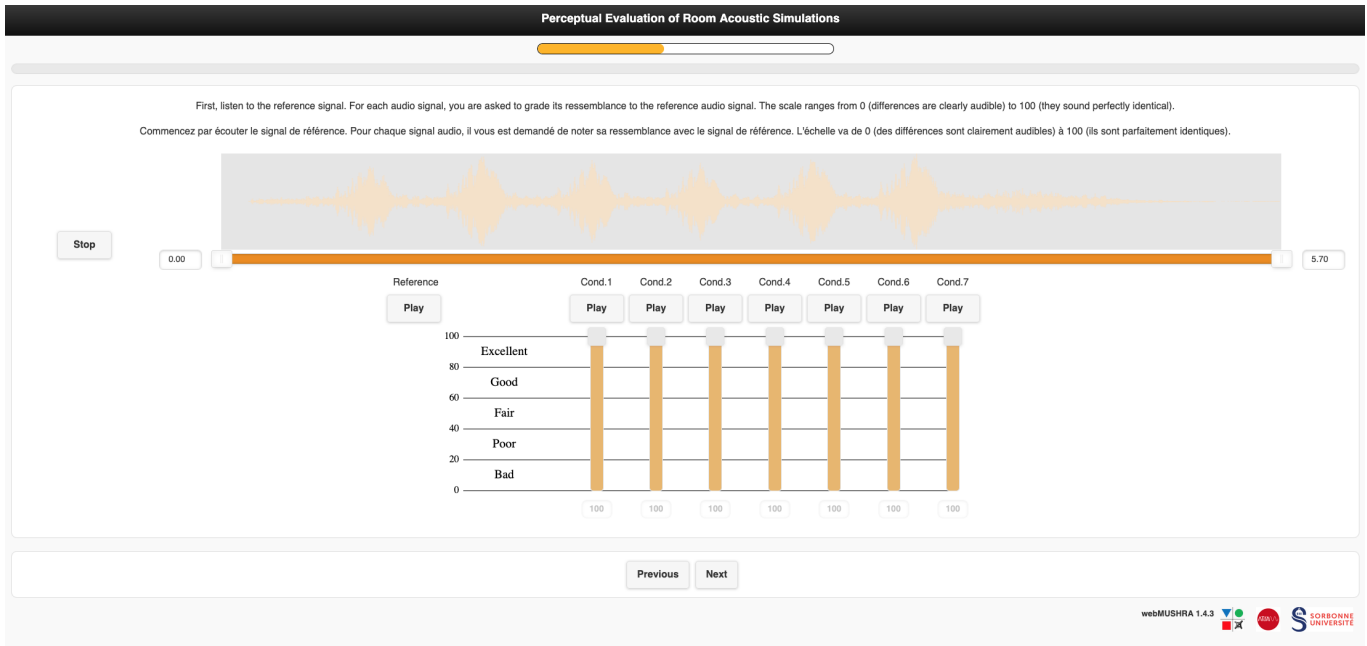 Perceptual Evaluation of Room Acoustic Simulations
First, listen to the reference signal. For each audio signal, you are asked to grade its ressemblance to the reference audio signal. The scale ranges from 0 (differences are clearly audible) to 100 (they sound perfectly identical).
Commencez par écouter le signal de référence. Pour chaque signal audio, il vous est demandé de noter sa ressemblance avec le signal de référence. L'échelle va de 0 (des différences sont clairement audibles) à 100 (ils sont parfaitement identiques).
Stop
0.00 5.70
Reference Cond.1 Cond.2 Cond.3 Cond.4 Cond.5 Cond.6 Cond.7
Play Play Play Play Play Play Play Play
100
Excellent
80
Good
60
Fair
40
Poor
20
Bad
0
100 100 100 100 100 100 100
Previous Next
webMUSHRA 1.4.3
SORBONNE
UNIVERSITÉ